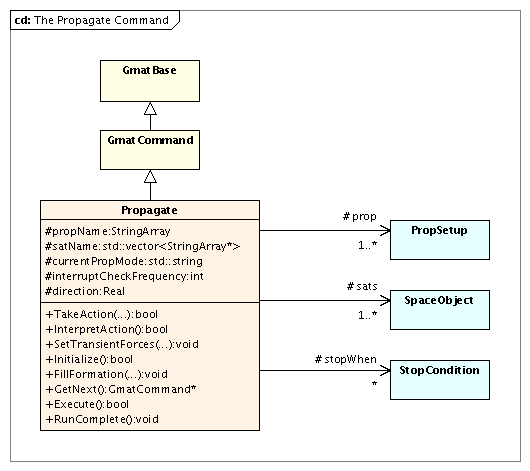 cd: The Propagate Command
GmatBase
GmatCommand
Propagate
#propName:StringArray
#satName:std::vector<StringArray*>
#currentPropMode:std::string
#interruptCheckFrequency:int
#direction:Real
+TakeAction(...):bool
+InterpretAction():bool
+SetTransientForces(...):void
+Initialize():bool
+FillFormation(...):void
+GetNext():GmatCommand*
+Execute():bool
+RunComplete():void
# prop
1..*
PropSetup
# sats
1..*
SpaceObject
# stopWhen
*
StopCondition